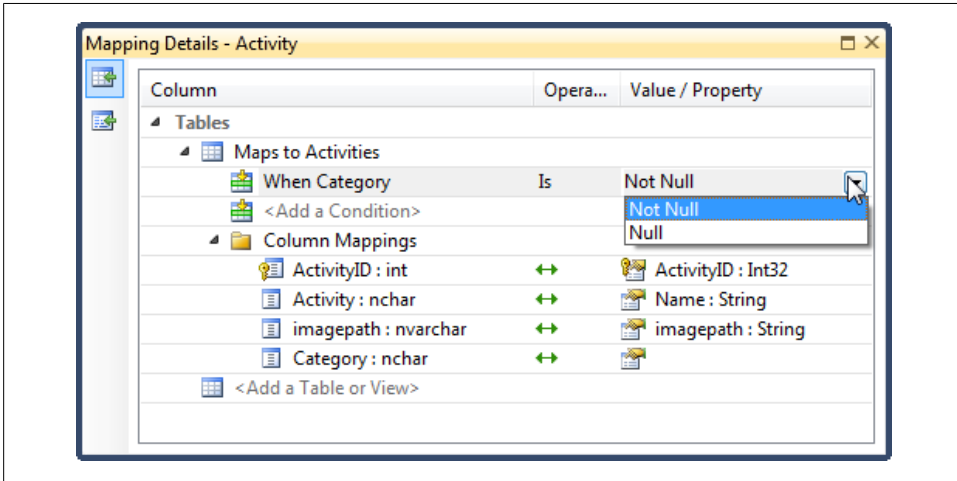 Mapping Details - Activity
Column Opera... Value / Property
Tables
Maps to Activities
When Category Is Not Null
<Add a Condition> Not Null
Null
Column Mappings
ActivityID : int ActivityID : Int32
Activity : nchar Name : String
imagepath : nvarchar imagepath : String
Category : nchar
<Add a Table or View>